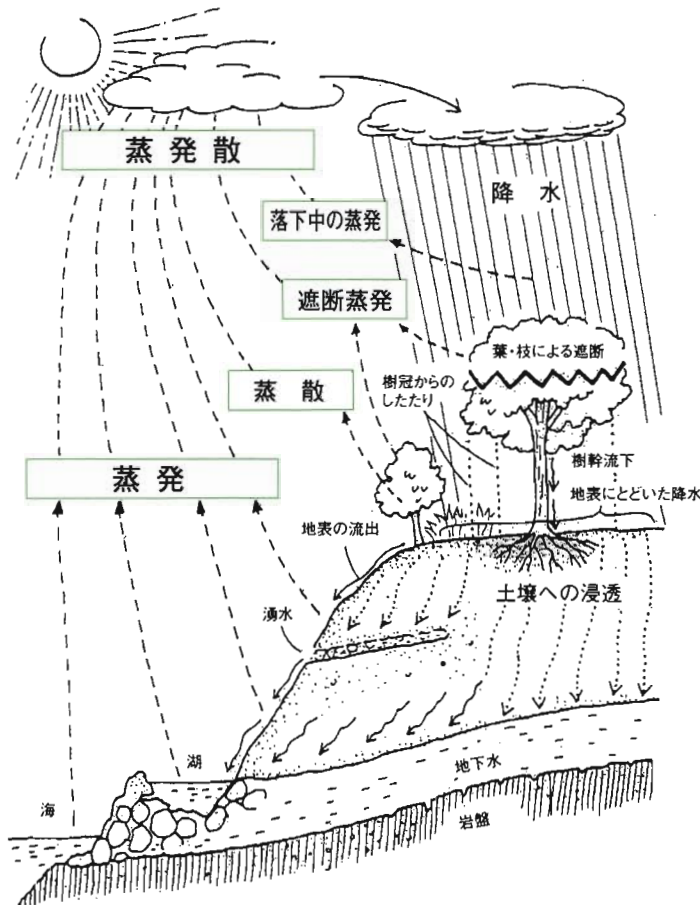 蒸発散
降水
落下中の蒸発
遮断蒸発
葉・枝による遮断
樹冠からの
したたり
蒸散
樹幹流下
蒸発
地表にとどいた降水
地表の流出
土壌への浸透
湧水
湖
地下水
海
岩盤